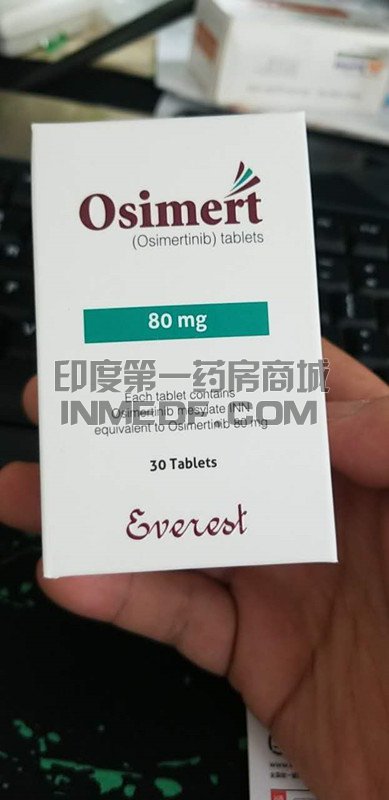 Osimert
(Osimertinib) tablets
80 mg
印度第一药房商城
Each tablet contains
INMEDE.COM
Osimertinib mesylate INN
equivalent to Osimertinib 80 mg
30 Tablets
Everest